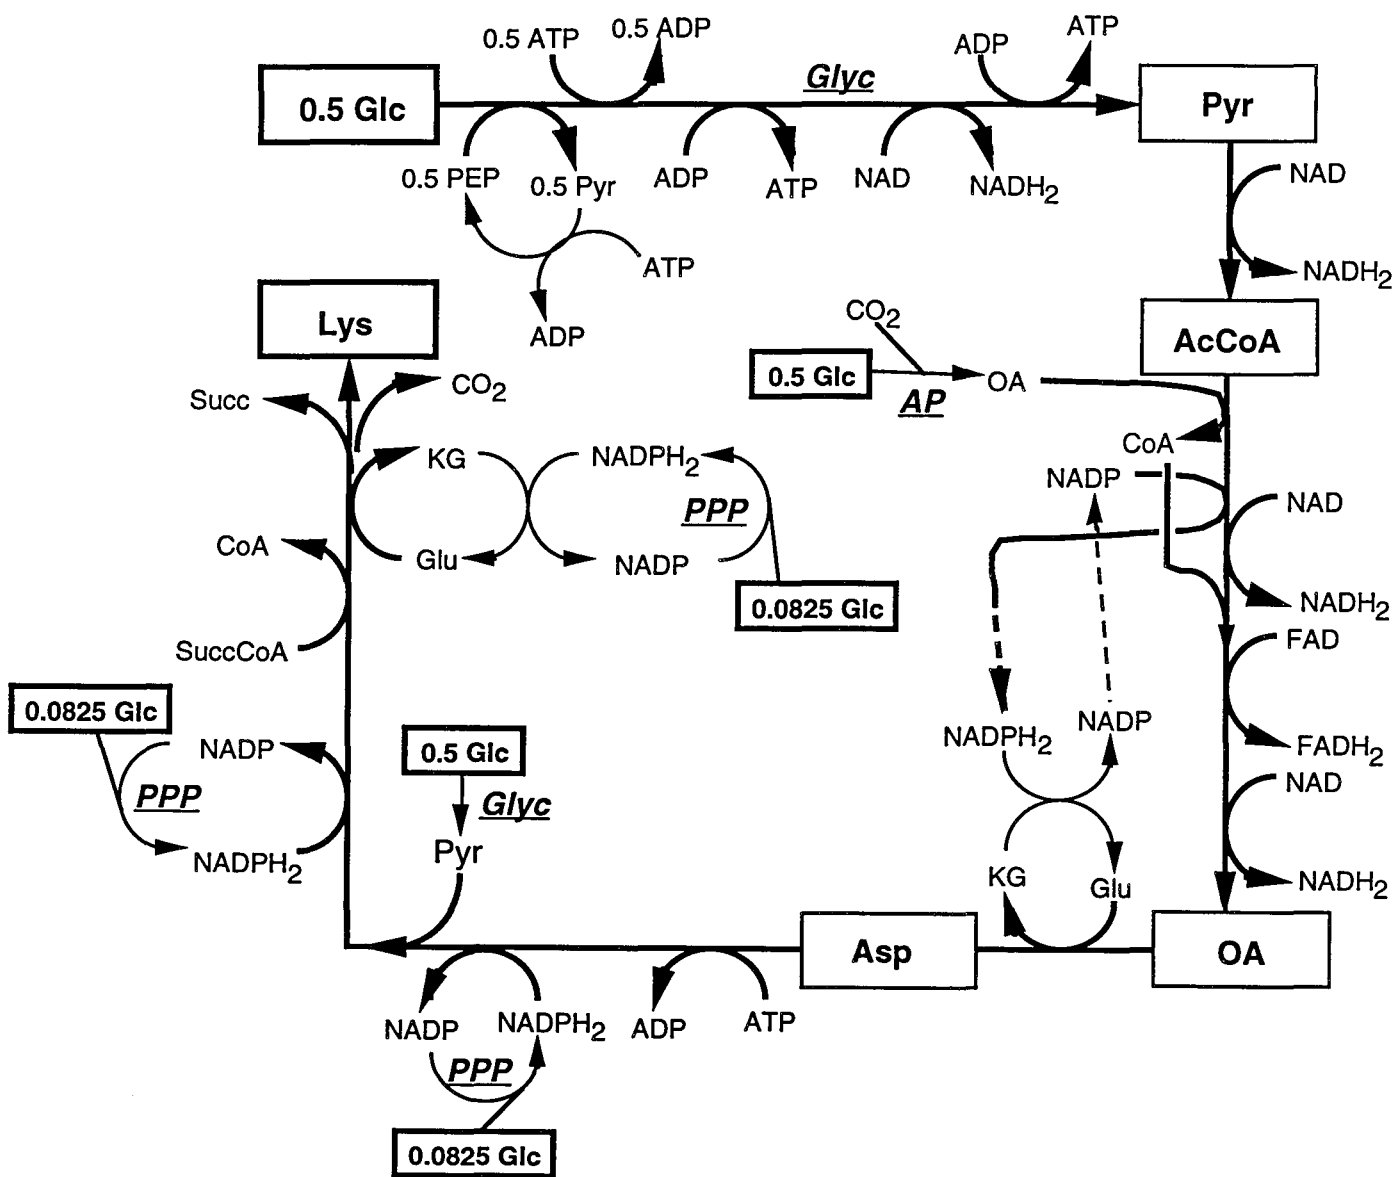 0.5 ATP
0.5 ADP
ADP
ATP
Glyc
0.5 Glc
Pyr
0.5 PEP
0.5 Pyr
ADP
ATP
NAD
NADH2
NAD
ATP
NADH2
ADP
Lys
CO2
AcCoA
0.5 Glc
OA
AP
Succ
CO2
CoA
KG
NADPH2
NADP
NAD
PPP
CoA
Glu
NADP
0.0825 Glc
NADH2
FAD
SuccCoA
0.0825 Glc
NADP
0.5 Glc
NADPH2
NADP
FADH2
PPP
Glyc
NAD
NADPH2
Pyr
KG
Glu
NADH2
Asp
OA
NADP
NADPH2
ADP
ATP
PPP
0.0825 Glc